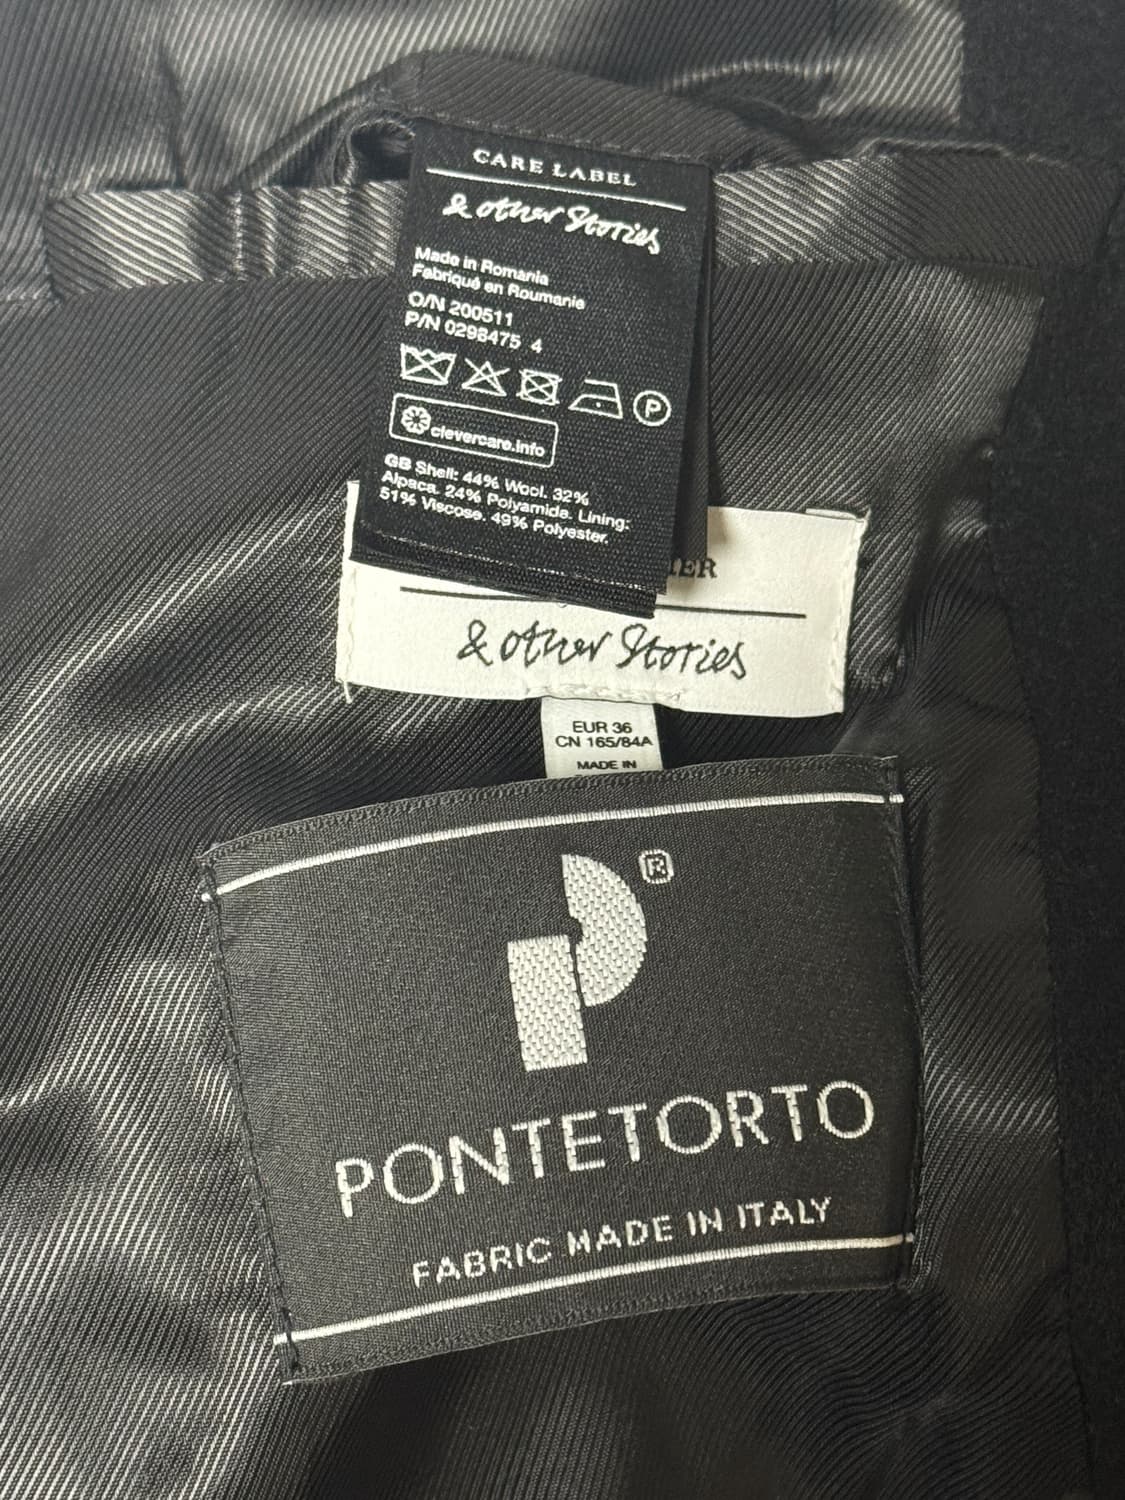 CARE LABEL
& other Stories
Made in Romania
Fabriqué en Roumanie
O/N 200511
P/N 0298475 4
P
clevercare.info
GB Shell: 44% Wool. 32%
Alpaca. 24% Polyamide. Lining:
51% Viscose. 49% Polyester.
& other Stories
EUR 36
CN 165/84A
MADE IN
®
PONTETORTO
FABRIC MADE IN ITALY